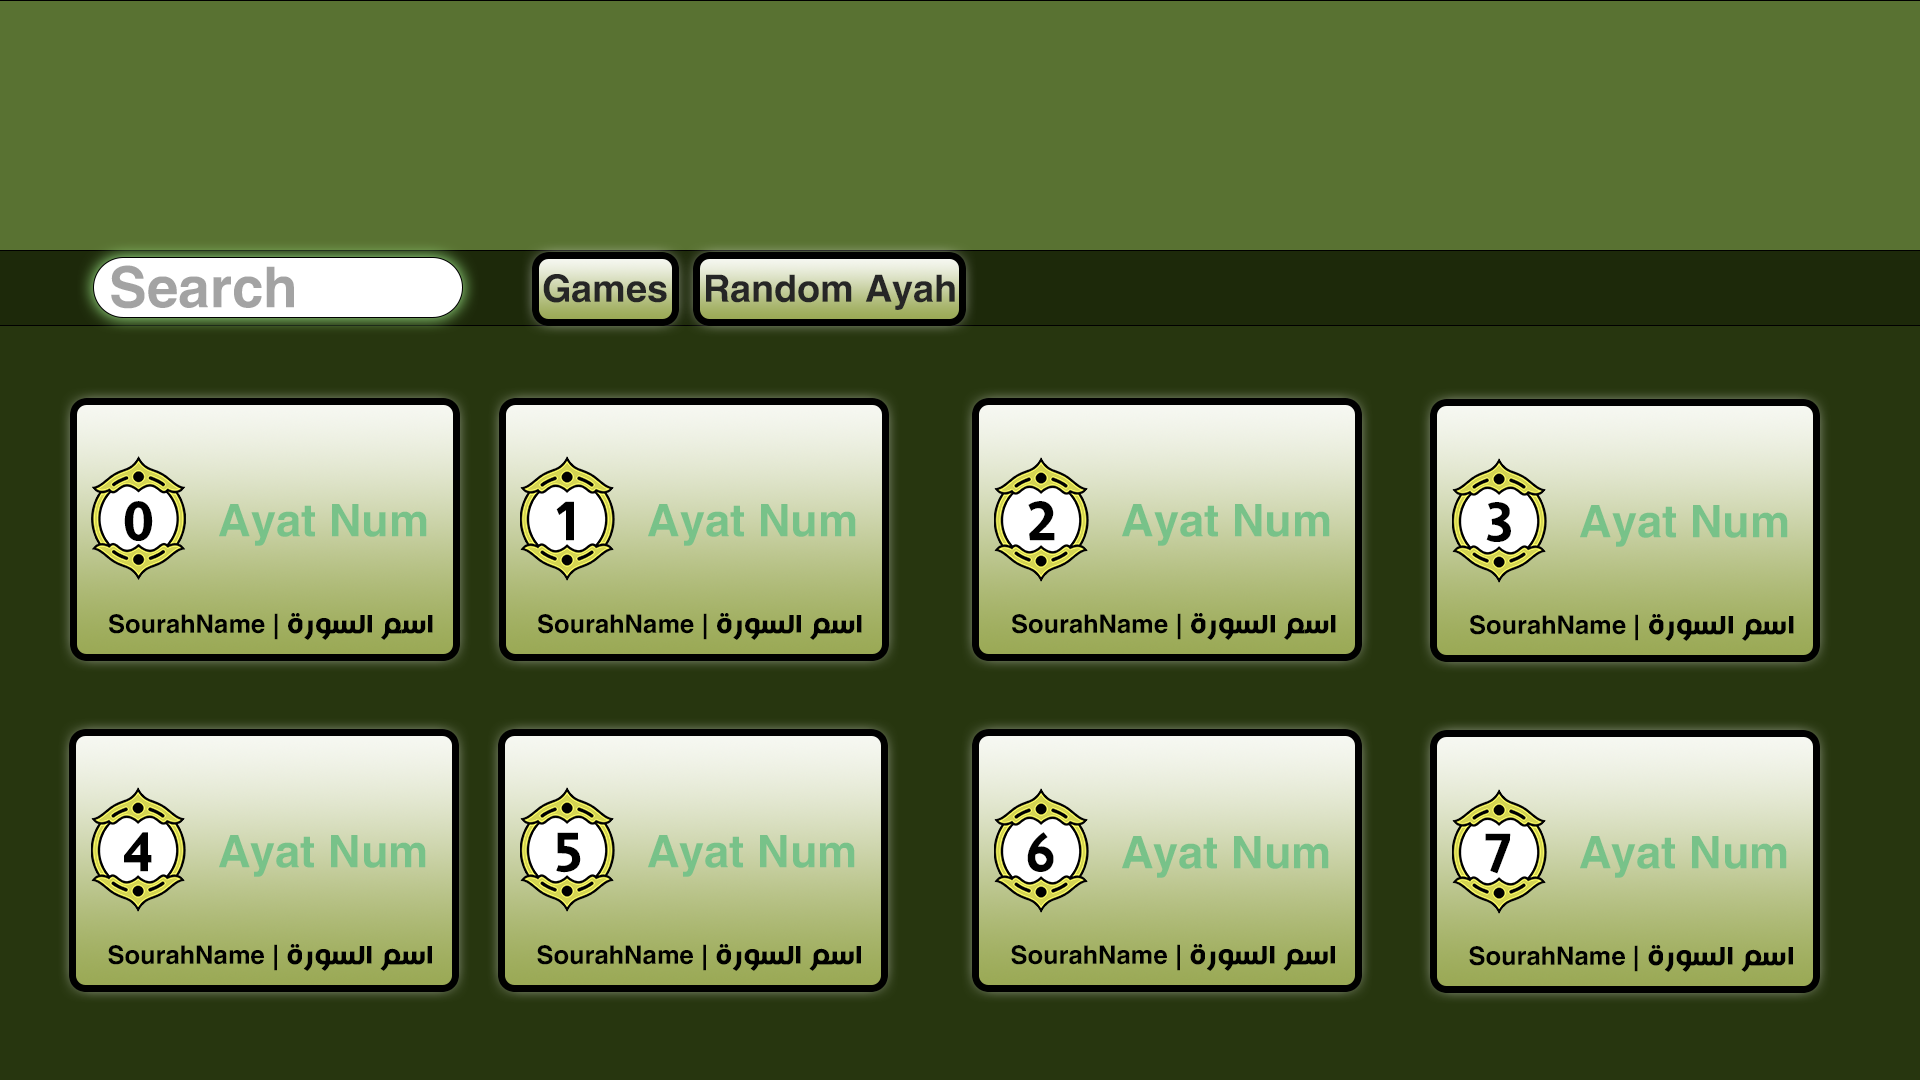 Search
Games
Random Ayah
0
Ayat Num
SourahName | اسم السورة
1
Ayat Num
SourahName | اسم السورة
2
Ayat Num
SourahName | اسم السورة
3
Ayat Num
SourahName | اسم السورة
4
Ayat Num
SourahName | اسم السورة
5
Ayat Num
SourahName | اسم السورة
6
Ayat Num
SourahName | اسم السورة
7
Ayat Num
SourahName | اسم السورة